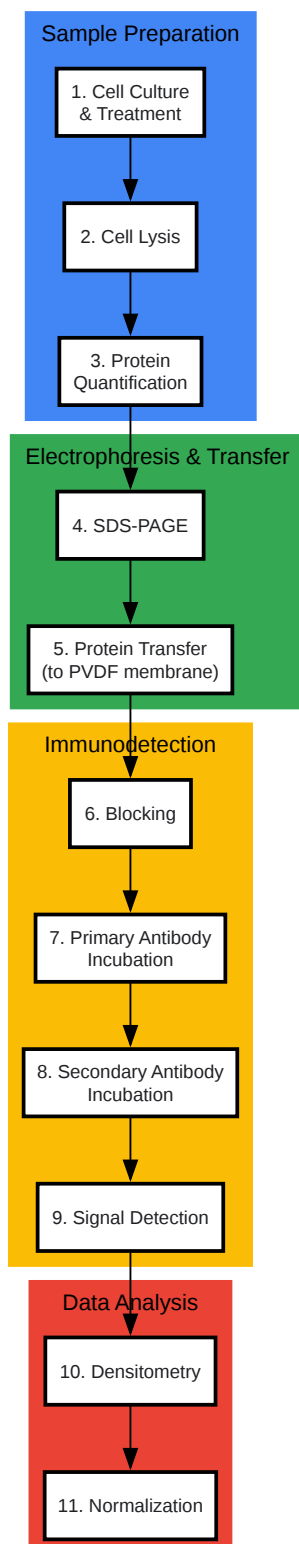 Sample Preparation
1. Cell Culture
& Treatment
2. Cell Lysis
3. Protein
Quantification
Electrophoresis & Transfer
4. SDS-PAGE
5. Protein Transfer
(to PVDF membrane)
Immunodetection
6. Blocking
7. Primary Antibody
Incubation
8. Secondary Antibody
Incubation
9. Signal Detection
Data Analysis
10. Densitometry
11. Normalization